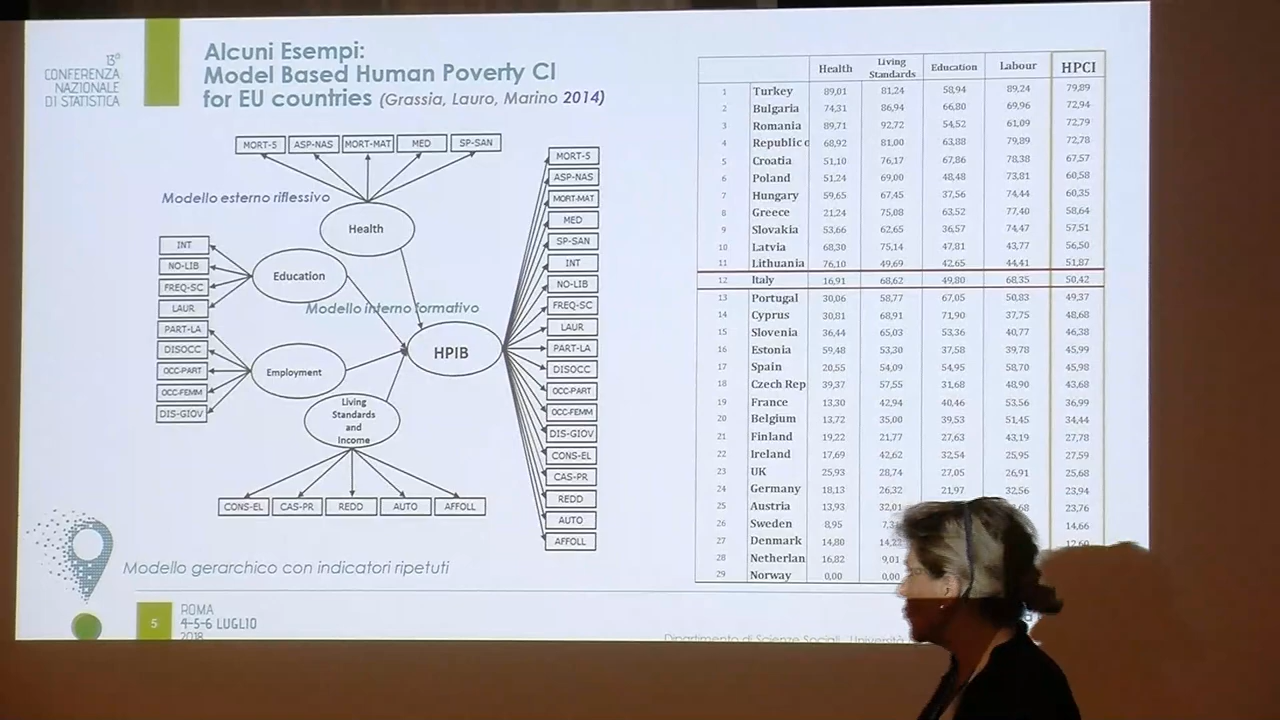 13°
CONFERENZA
NAZIONALE
DI STATISTICA
Alcuni Esempi:
Model Based Human Poverty CI
for EU countries (Grassia, Lauro, Marino 2014)
MORT-5 ASP-NAS MORT-MAT MED SP-SAN
Modello esterno riflessivo
Health
INT
NO-LIB
FREQ-SC
LAUR
Education
Modello interno formativo
PART-LA
DISOCC
OCC-PART
OCC-FEMM
DIS-GIOV
Employment
HPIB
Living
Standards
and
Income
CONS-EL CAS-PR REDD AUTO AFFOLL
MORT-5
ASP-NAS
MORT-MAT
MED
SP-SAN
INT
NO-LIB
FREQ-SC
LAUR
PART-LA
DISOCC
OCC-PART
OCC-FEMM
DIS-GIOV
CONS-EL
CAS-PR
REDD
AUTO
AFFOLL
Modello gerarchico con indicatori ripetuti
Health Living Standards Education Labour HPCI
1 Turkey 89,01 81,24 58,94 89,24 79,89
2 Bulgaria 74,31 86,94 66,80 69,96 72,94
3 Romania 89,71 92,72 54,52 61,09 72,79
4 Republic 68,92 81,00 63,88 79,89 72,78
5 Croatia 51,10 76,17 67,86 78,38 67,57
6 Poland 51,24 69,00 48,48 73,81 60,58
7 Hungary 59,65 67,45 37,56 74,44 60,35
8 Greece 21,24 75,08 63,52 77,40 58,64
9 Slovakia 53,66 62,65 36,57 74,47 57,51
10 Latvia 68,30 75,14 47,81 43,77 56,50
11 Lithuania 76,10 49,69 42,65 44,41 51,87
12 Italy 16,91 68,62 49,80 68,35 50,42
13 Portugal 30,06 58,77 67,05 50,83 49,37
14 Cyprus 30,81 68,91 71,90 37,75 48,68
15 Slovenia 36,44 65,03 53,36 40,77 46,38
16 Estonia 59,48 53,30 37,58 39,78 45,99
17 Spain 20,55 54,09 54,95 58,70 45,98
18 Czech Rep 39,37 57,55 31,68 48,90 43,68
19 France 13,30 42,94 40,46 53,56 36,99
20 Belgium 13,72 35,00 39,53 51,45 34,44
21 Finland 19,22 21,77 27,63 43,19 27,78
22 Ireland 17,69 42,62 32,54 25,95 27,59
23 UK 25,93 28,74 27,05 26,91 25,68
24 Germany 18,13 26,32 21,97 32,56 23,94
25 Austria 13,93 32,01 23,76
26 Sweden 8,95 14,66
27 Denmark 14,80 12,60
28 Netherlan 16,82 9,01
29 Norway 0,00 0,00
5
ROMA
4-5-6 LUGLIO
2018
Dipartimento di Scienze Sociali Università